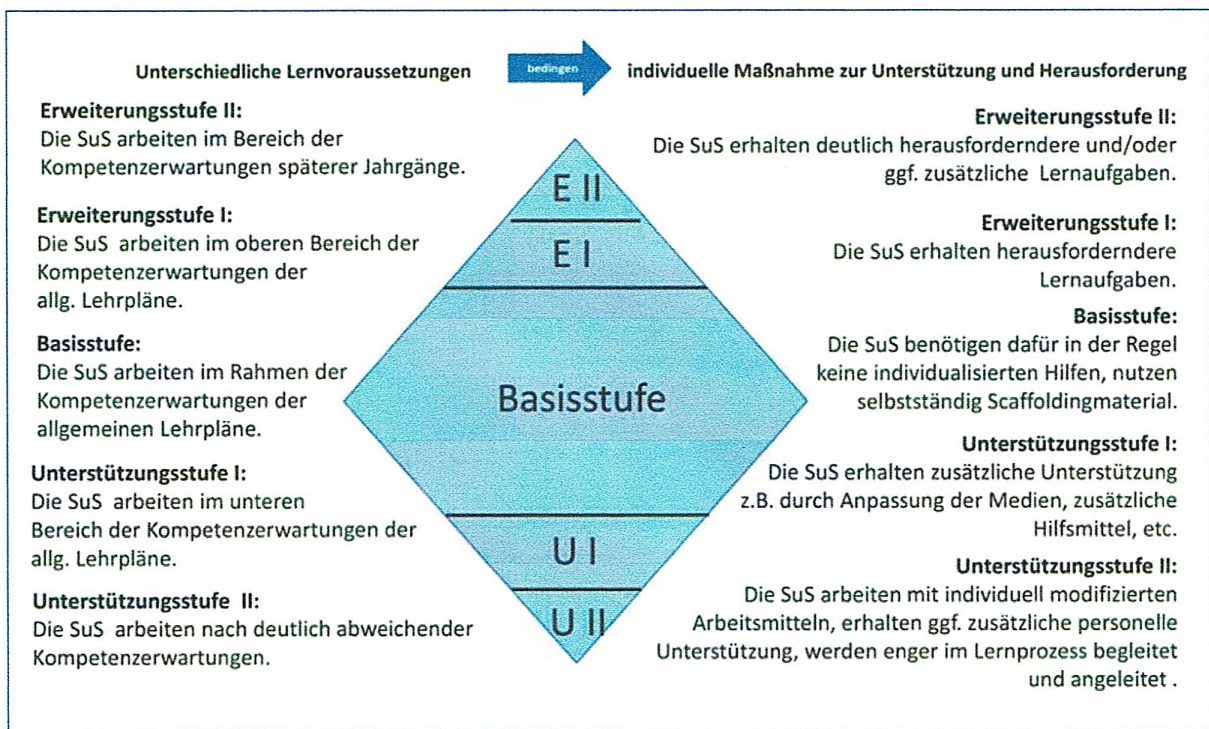 Unterschiedliche Lernvoraussetzungen
bedingen
individuelle Maßnahme zur Unterstützung und Herausforderung
Erweiterungsstufe II:
Die SuS arbeiten im Bereich der
Kompetenzerwartungen späterer Jahrgänge.
Erweiterungsstufe I:
Die SuS arbeiten im oberen Bereich der
Kompetenzerwartungen der
allg. Lehrpläne.
Basisstufe:
Die SuS arbeiten im Rahmen der
Kompetenzerwartungen der
allgemeinen Lehrpläne.
Unterstützungsstufe I:
Die SuS arbeiten im unteren
Bereich der Kompetenzerwartungen der
allg. Lehrpläne.
Unterstützungsstufe II:
Die SuS arbeiten nach deutlich abweichender
Kompetenzerwartungen.
E II
E I
Basisstufe
U I
U II
Erweiterungsstufe II:
Die SuS erhalten deutlich herausforderndere und/oder
ggf. zusätzliche Lernaufgaben.
Erweiterungsstufe I:
Die SuS erhalten herausforderndere
Lernaufgaben.
Basisstufe:
Die SuS benötigen dafür in der Regel
keine individualisierten Hilfen, nutzen
selbstständig Scaffoldingmaterial.
Unterstützungsstufe I:
Die SuS erhalten zusätzliche Unterstützung
z.B. durch Anpassung der Medien, zusätzliche
Hilfsmittel, etc.
Unterstützungsstufe II:
Die SuS arbeiten mit individuell modifizierten
Arbeitsmitteln, erhalten ggf. zusätzliche personelle
Unterstützung, werden enger im Lernprozess begleitet
und angeleitet .